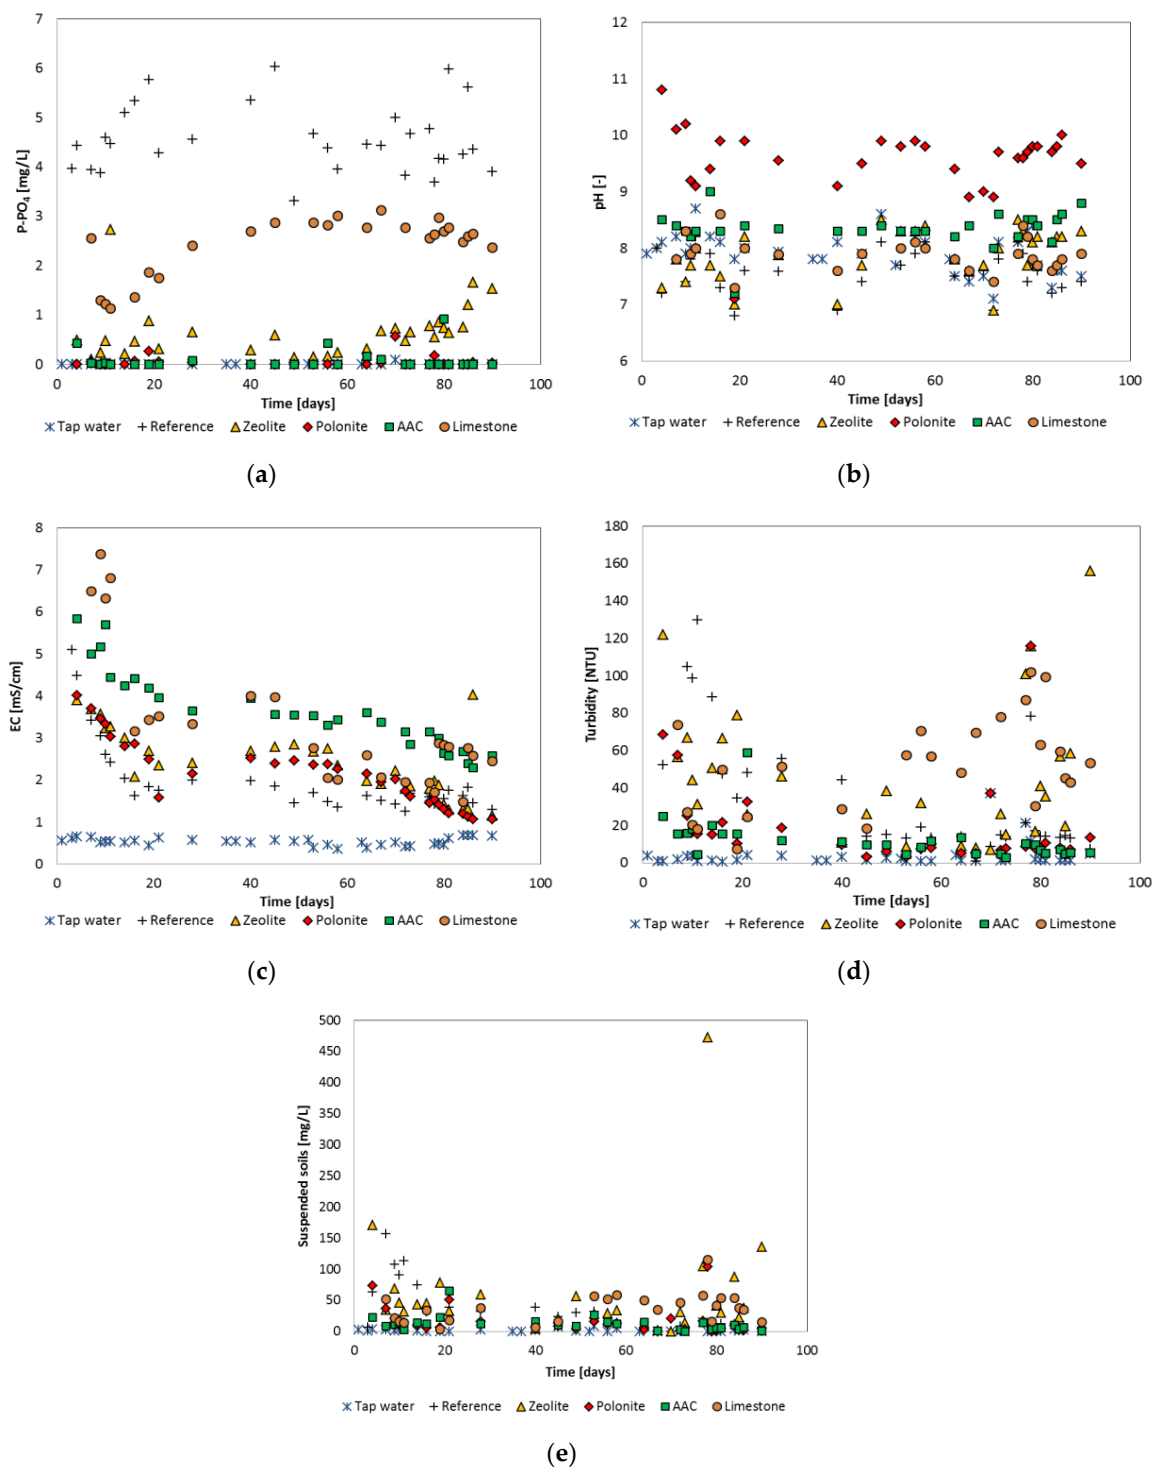 7
6
5
4
3
2
1
0
P-PO4 [mg/L]
0 20 40 60 80 100
Time [days]
Tap water Reference Zeolite Polonite AAC Limestone
(a)
12
11
10
9
8
7
6
pH [-]
0 20 40 60 80 100
Time [days]
Tap water Reference Zeolite Polonite AAC Limestone
(b)
8
7
6
5
4
3
2
1
0
EC [mS/cm]
0 20 40 60 80 100
Time [days]
Tap water Reference Zeolite Polonite AAC Limestone
(c)
180
160
140
120
100
80
60
40
20
0
Turbidity [NTU]
0 20 40 60 80 100
Time [days]
Tap water Reference Zeolite Polonite AAC Limestone
(d)
500
450
400
350
300
250
200
150
100
50
0
Suspended soils [mg/L]
0 20 40 60 80 100
Time [days]
Tap water Reference Zeolite Polonite AAC Limestone
(e)